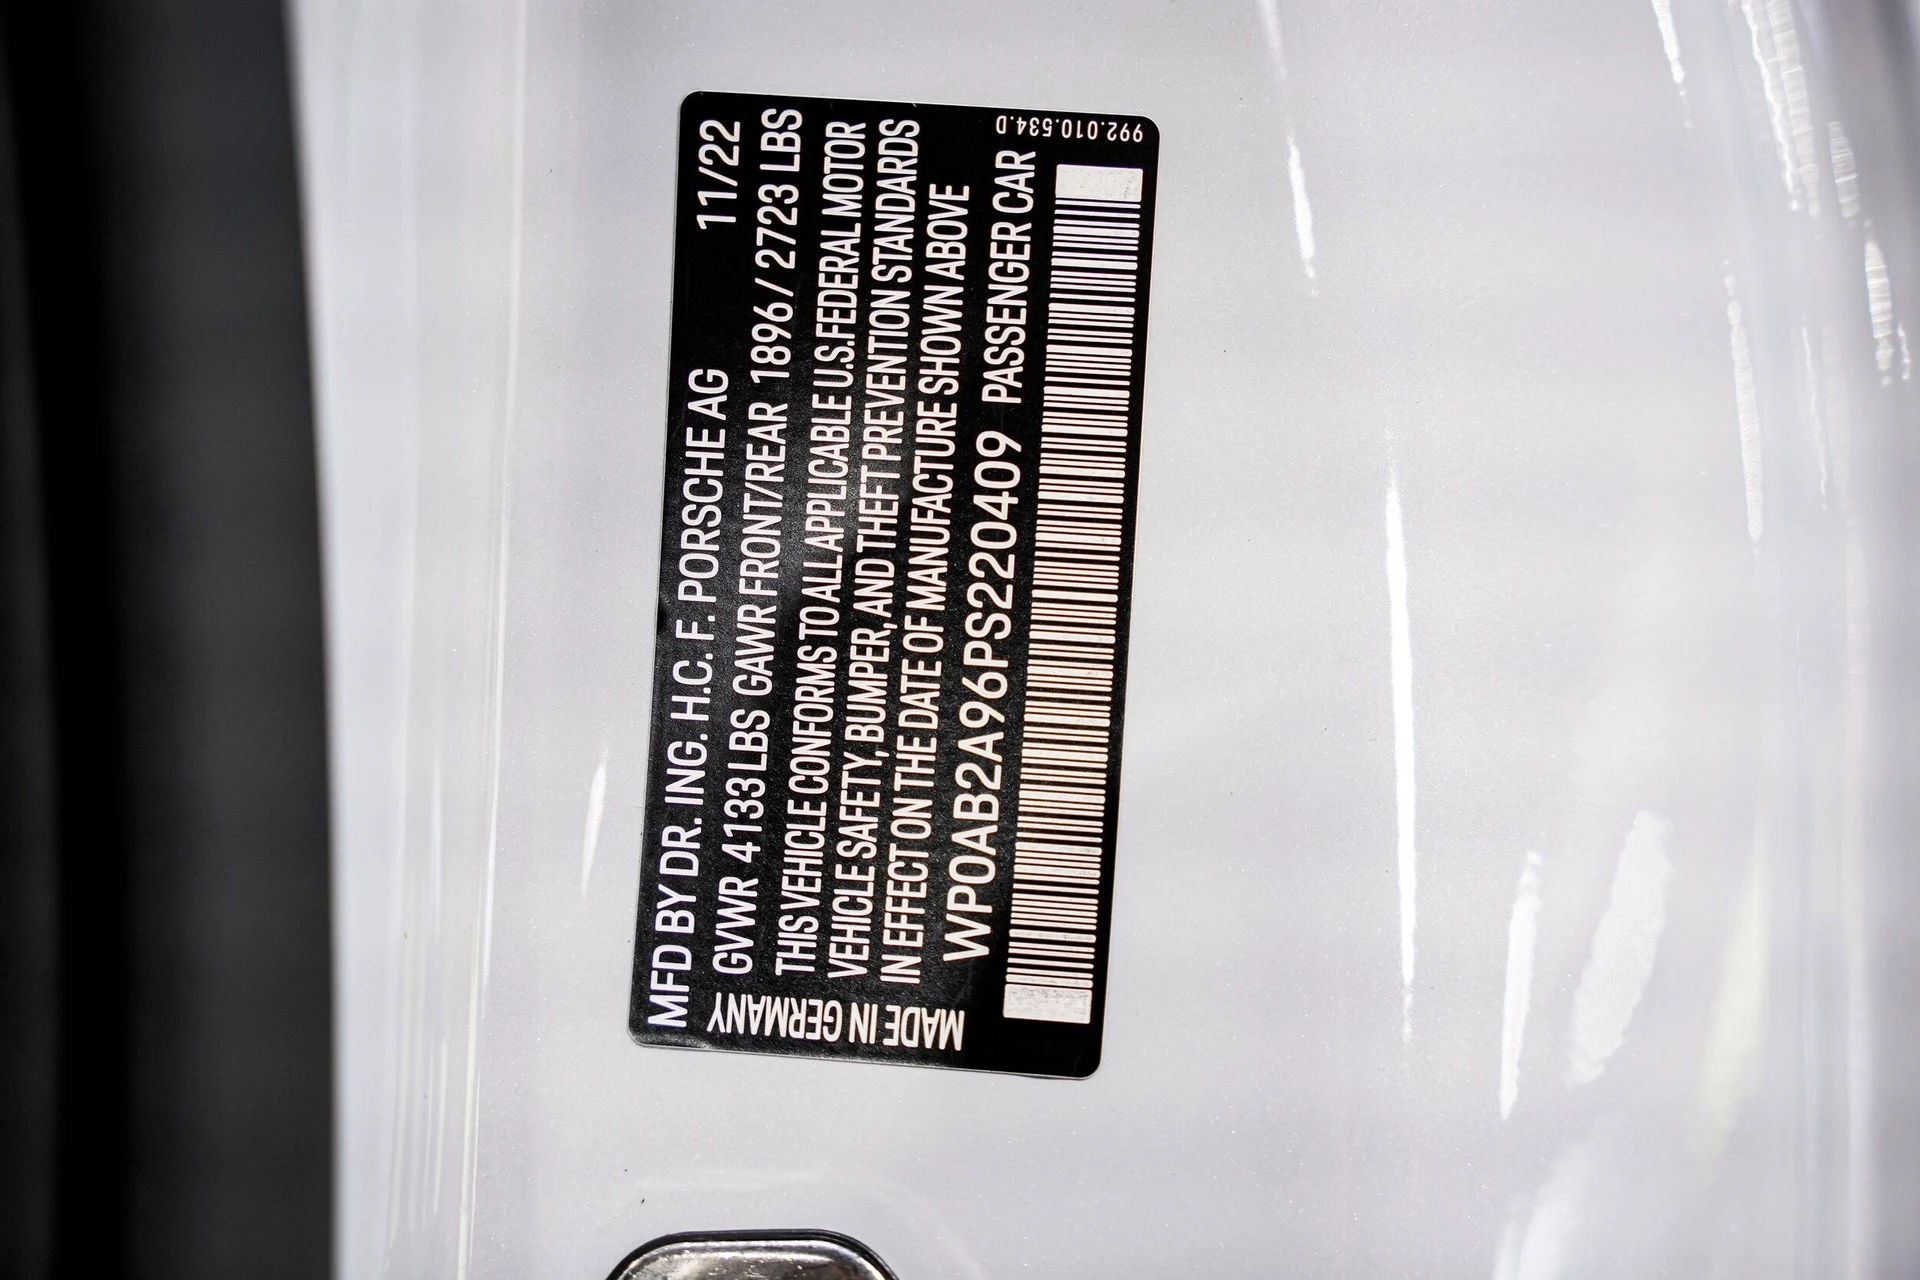 MFD BY DR. ING. H.C. F. PORSCHE AG 11/22
GVWR 4133 LBS GAWR FRONT/REAR 1896 / 2723 LBS
THIS VEHICLE CONFORMS TO ALL APPLICABLE U.S. FEDERAL MOTOR
VEHICLE SAFETY, BUMPER, AND THEFT PREVENTION STANDARDS
IN EFFECT ON THE DATE OF MANUFACTURE SHOWN ABOVE
WP0AB2A96PS220409 PASSENGER CAR
MADE IN GERMANY
992.010.534.D